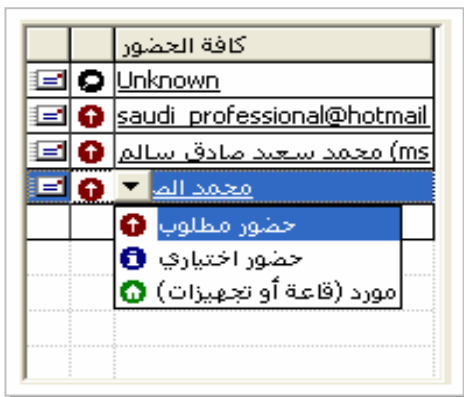 كافة الحضور
Unknown
saudi_professional@hotmail
محمد سعيد صادق سالم (ms
محمد الص
حضور مطلوب
حضور اختياري
مورد (قاعة أو تجهيزات)